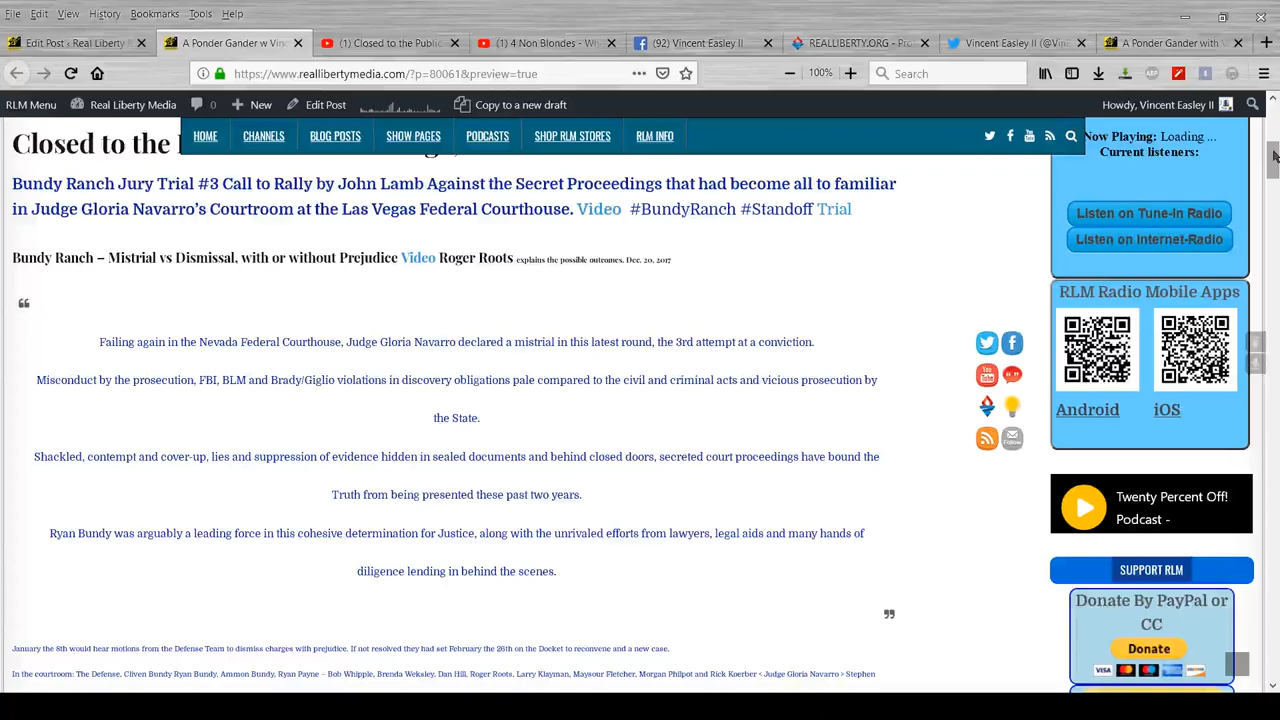 File Edit View History Bookmarks Tools Help
Edit Post ‹ Real Liberty
A Ponder Gander w Vinc
(1) Closed to the Public
(1) 4 Non Blondes - Wh
(92) Vincent Easley II
REALLIBERTY.ORG - Pro
Vincent Easley II (@Vin
A Ponder Gander with V
https://www.reallibertymedia.com/?p=80061&preview=true
100%
Search
RLM Menu Real Liberty Media 0 New Edit Post Copy to a new draft Howdy, Vincent Easley II
HOME CHANNELS BLOG POSTS SHOW PAGES PODCASTS SHOP RLM STORES RLM INFO
Closed to the
Bundy Ranch Jury Trial #3 Call to Rally by John Lamb Against the Secret Proceedings that had become all to familiar
in Judge Gloria Navarro's Courtroom at the Las Vegas Federal Courthouse. Video #BundyRanch #Standoff Trial
Bundy Ranch – Mistrial vs Dismissal, with or without Prejudice Video Roger Roots explains the possible outcomes, Dec. 20, 2017
“
Failing again in the Nevada Federal Courthouse, Judge Gloria Navarro declared a mistrial in this latest round, the 3rd attempt at a conviction.
Misconduct by the prosecution, FBI, BLM and Brady/Giglio violations in discovery obligations pale compared to the civil and criminal acts and vicious prosecution by
the State.
Shackled, contempt and cover-up, lies and suppression of evidence hidden in sealed documents and behind closed doors, secreted court proceedings have bound the
Truth from being presented these past two years.
Ryan Bundy was arguably a leading force in this cohesive determination for Justice, along with the unrivaled efforts from lawyers, legal aids and many hands of
diligence lending in behind the scenes.
”
January the 8th would hear motions from the Defense Team to dismiss charges with prejudice. If not resolved they had set February the 26th on the Docket to reconvene and a new case.
In the courtroom: The Defense, Cliven Bundy Ryan Bundy, Ammon Bundy, Ryan Payne – Bob Whipple, Brenda Weksley, Dan Hill, Roger Roots, Larry Klayman, Maysour Fletcher, Morgan Philpot and Rick Koerber < Judge Gloria Navarro > Stephen
Now Playing: Loading ...
Current listeners:
Listen on Tune-In Radio
Listen on Internet-Radio
RLM Radio Mobile Apps
Android iOS
You
Tube
Follow
Twenty Percent Off!
Podcast -
SUPPORT RLM
Donate By PayPal or
CC
Donate
VISA